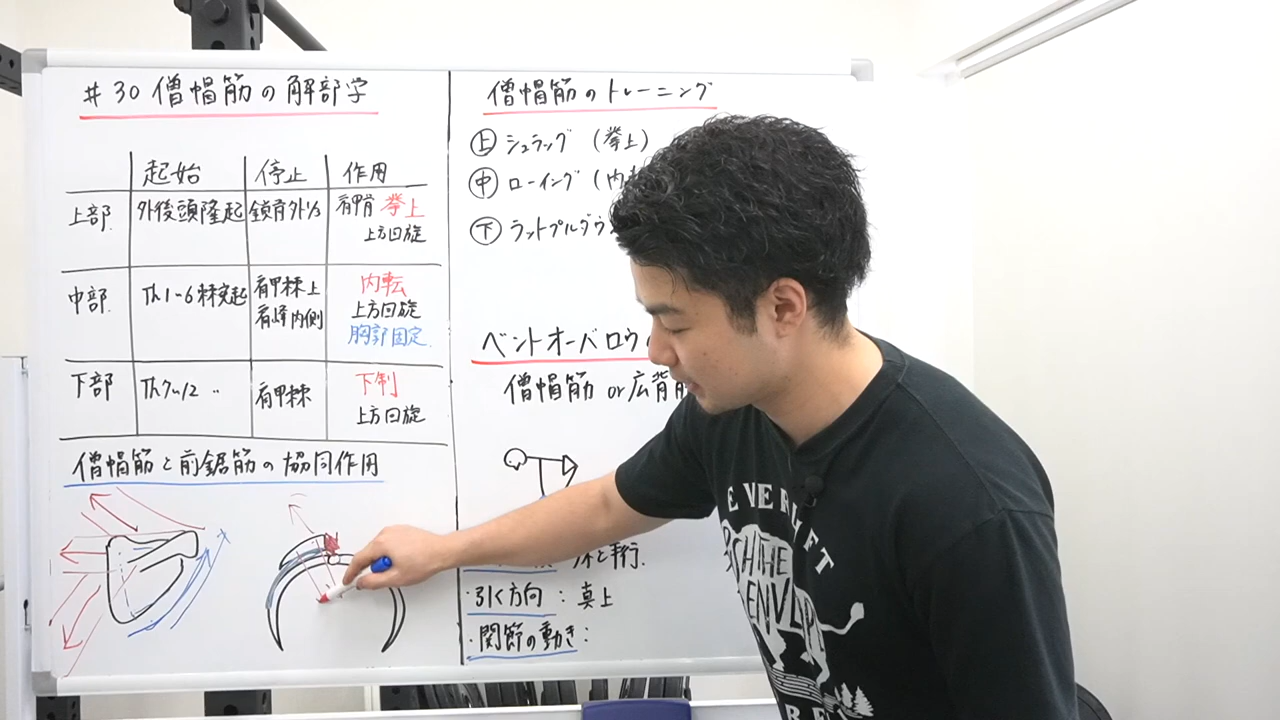 #30 僧帽筋の解部学
起始 停止 作用
上部 外後頭隆起 鎖骨外1/3 肩甲骨 挙上
上方回旋
中部 Th1~6棘突起 肩甲棘上 内転
肩峰内側 上方回旋
胸郭固定
下部 Th7~12 〃 肩甲棘 下制
上方回旋
僧帽筋と前鋸筋の協同作用
僧帽筋のトレーニング
上 シュラッグ (挙上)
中 ローイング (内転
下 ラットプルダウ
ベントオーバーロウ
僧帽筋 or 広背
床と平行
・引く方向 : 真上
・関節の動き :
EVERLIFT